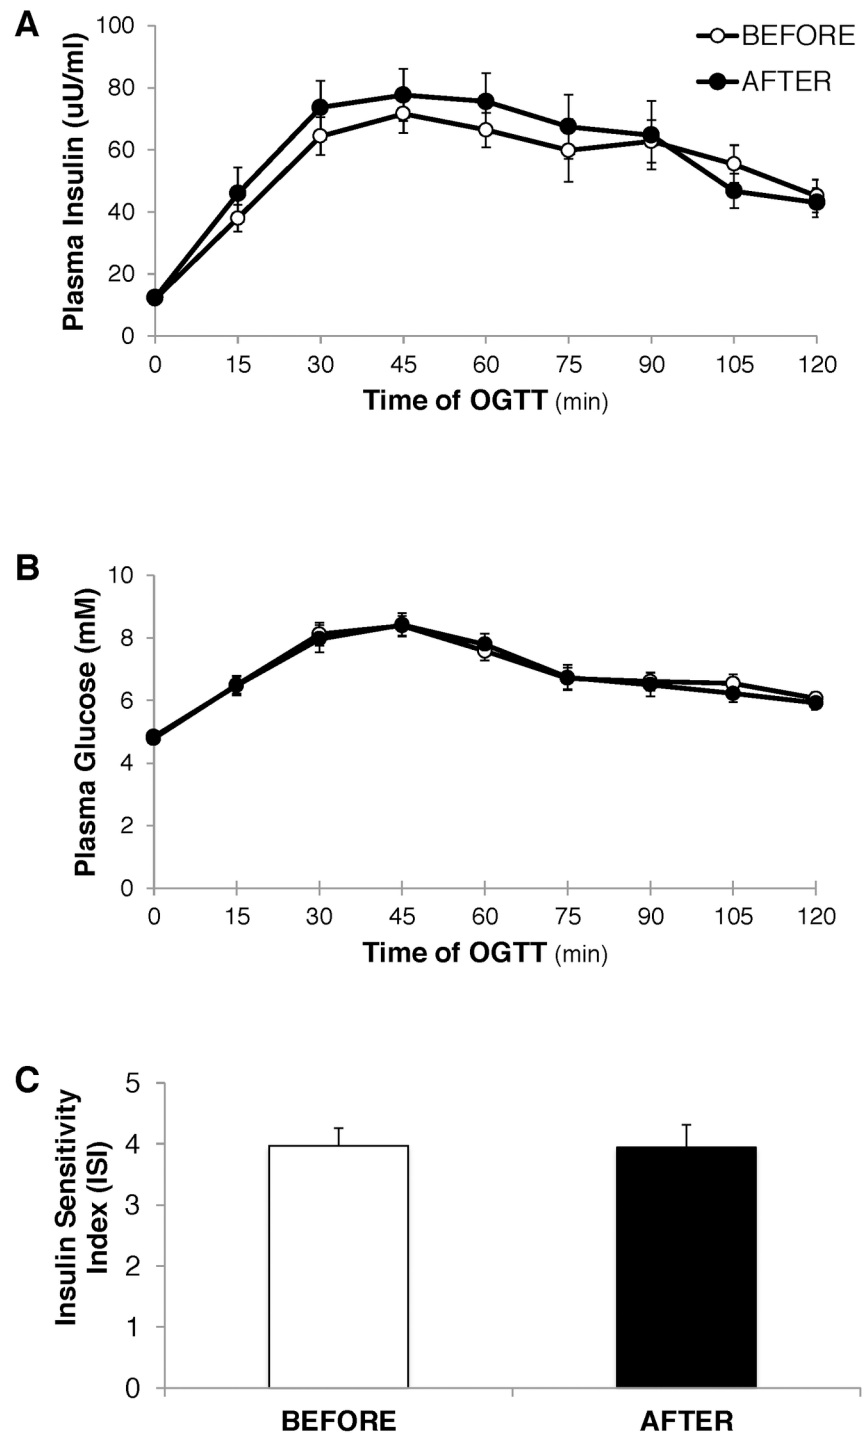 A
Plasma Insulin (uU/ml)
100
80
60
40
20
0
BEFORE
AFTER
0 15 30 45 60 75 90 105 120
Time of OGTT (min)
B
Plasma Glucose (mM)
10
8
6
4
2
0
0 15 30 45 60 75 90 105 120
Time of OGTT (min)
C
Insulin Sensitivity
Index (ISI)
5
4
3
2
1
0
BEFORE AFTER